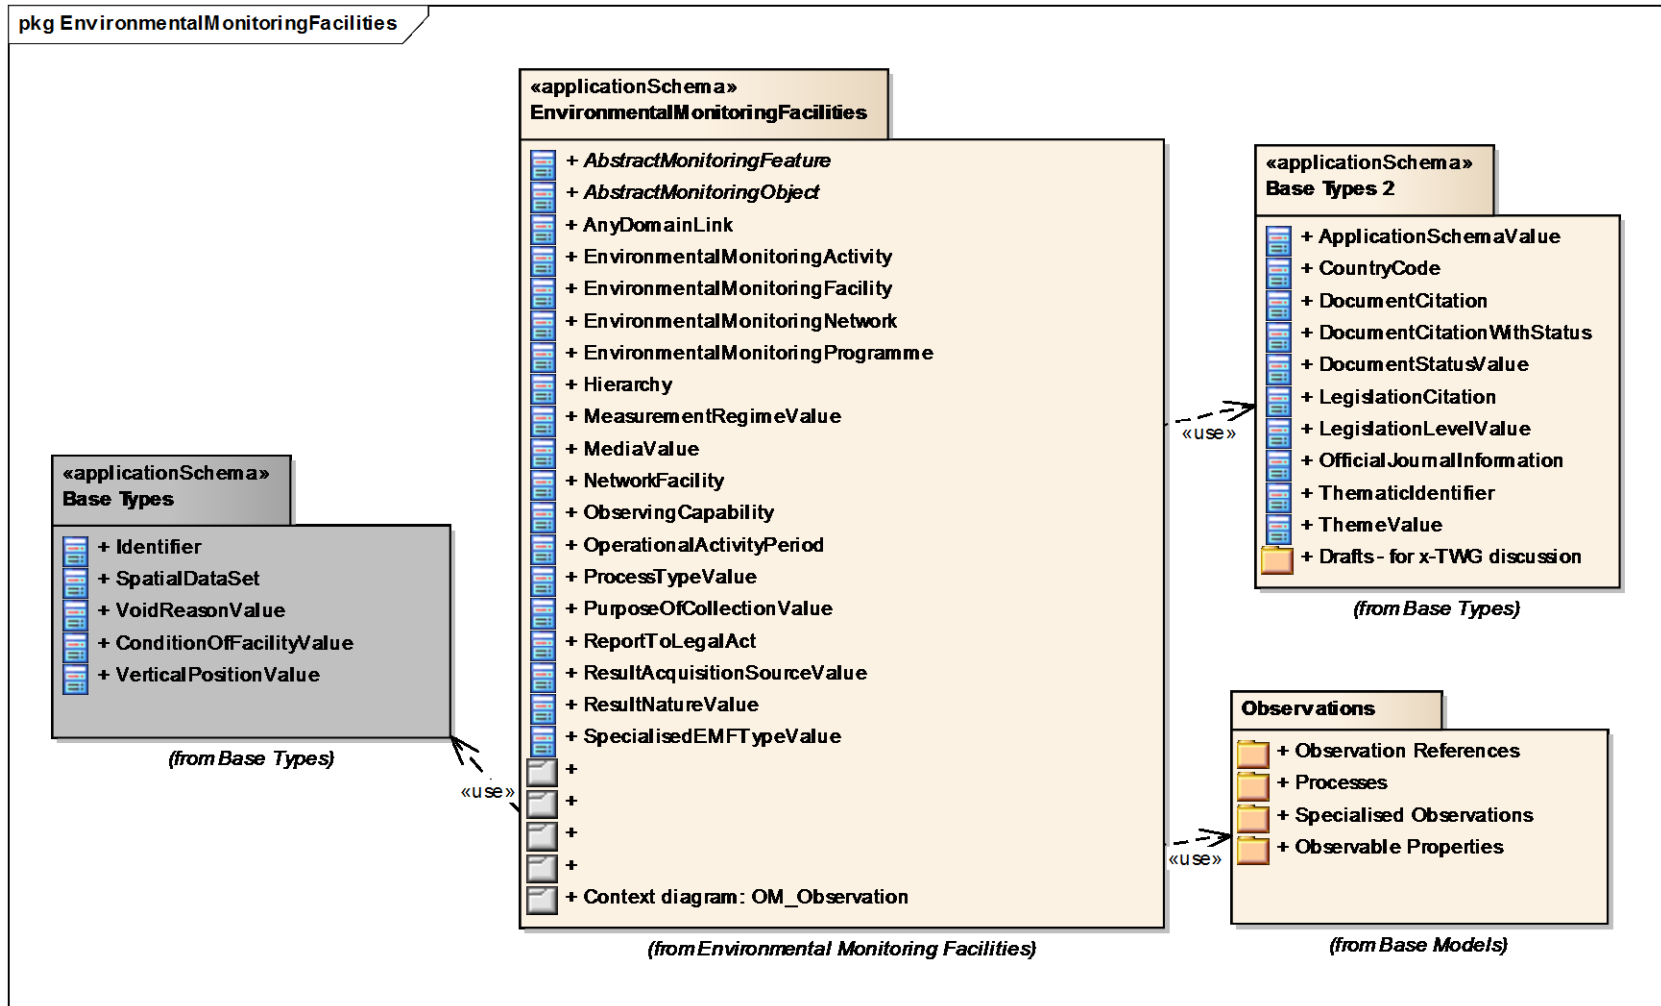 pkg EnvironmentalMonitoringFacilities
«applicationSchema»
EnvironmentalMonitoringFacilities
+ AbstractMonitoringFeature
+ AbstractMonitoringObject
+ AnyDomainLink
+ EnvironmentalMonitoringActivity
+ EnvironmentalMonitoringFacility
+ EnvironmentalMonitoringNetwork
+ EnvironmentalMonitoringProgramme
+ Hierarchy
+ MeasurementRegimeValue
+ MediaValue
+ NetworkFacility
+ ObservingCapability
+ OperationalActivityPeriod
+ ProcessTypeValue
+ PurposeOfCollectionValue
+ ReportToLegalAct
+ ResultAcquisitionSourceValue
+ ResultNatureValue
+ SpecialisedEMFTypeValue
+
+
+
+
+ Context diagram: OM_Observation
(from Environmental Monitoring Facilities)
«applicationSchema»
Base Types
+ Identifier
+ SpatialDataSet
+ VoidReasonValue
+ ConditionOfFacilityValue
+ VerticalPositionValue
(from Base Types)
«use»
«applicationSchema»
Base Types 2
+ ApplicationSchemaValue
+ CountryCode
+ DocumentCitation
+ DocumentCitationWithStatus
+ DocumentStatusValue
+ LegislationCitation
+ LegislationLevelValue
+ OfficialJournalInformation
+ ThematicIdentifier
+ ThemeValue
+ Drafts - for x-TWG discussion
(from Base Types)
«use»
Observations
+ Observation References
+ Processes
+ Specialised Observations
+ Observable Properties
(from Base Models)
«use»